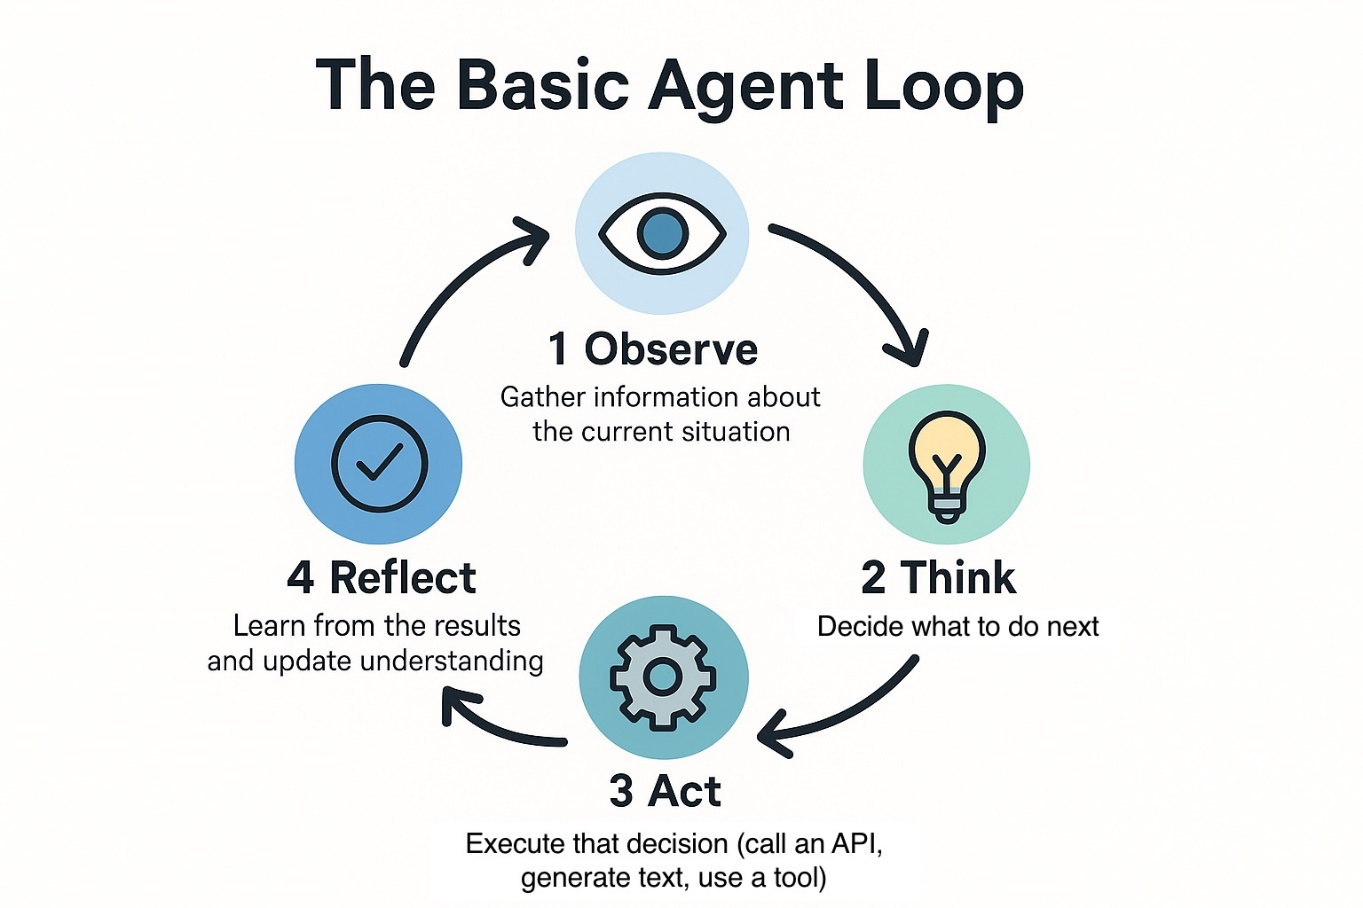 The Basic Agent Loop
1 Observe
Gather information about
the current situation
2 Think
Decide what to do next
3 Act
Execute that decision (call an API,
generate text, use a tool)
4 Reflect
Learn from the results
and update understanding